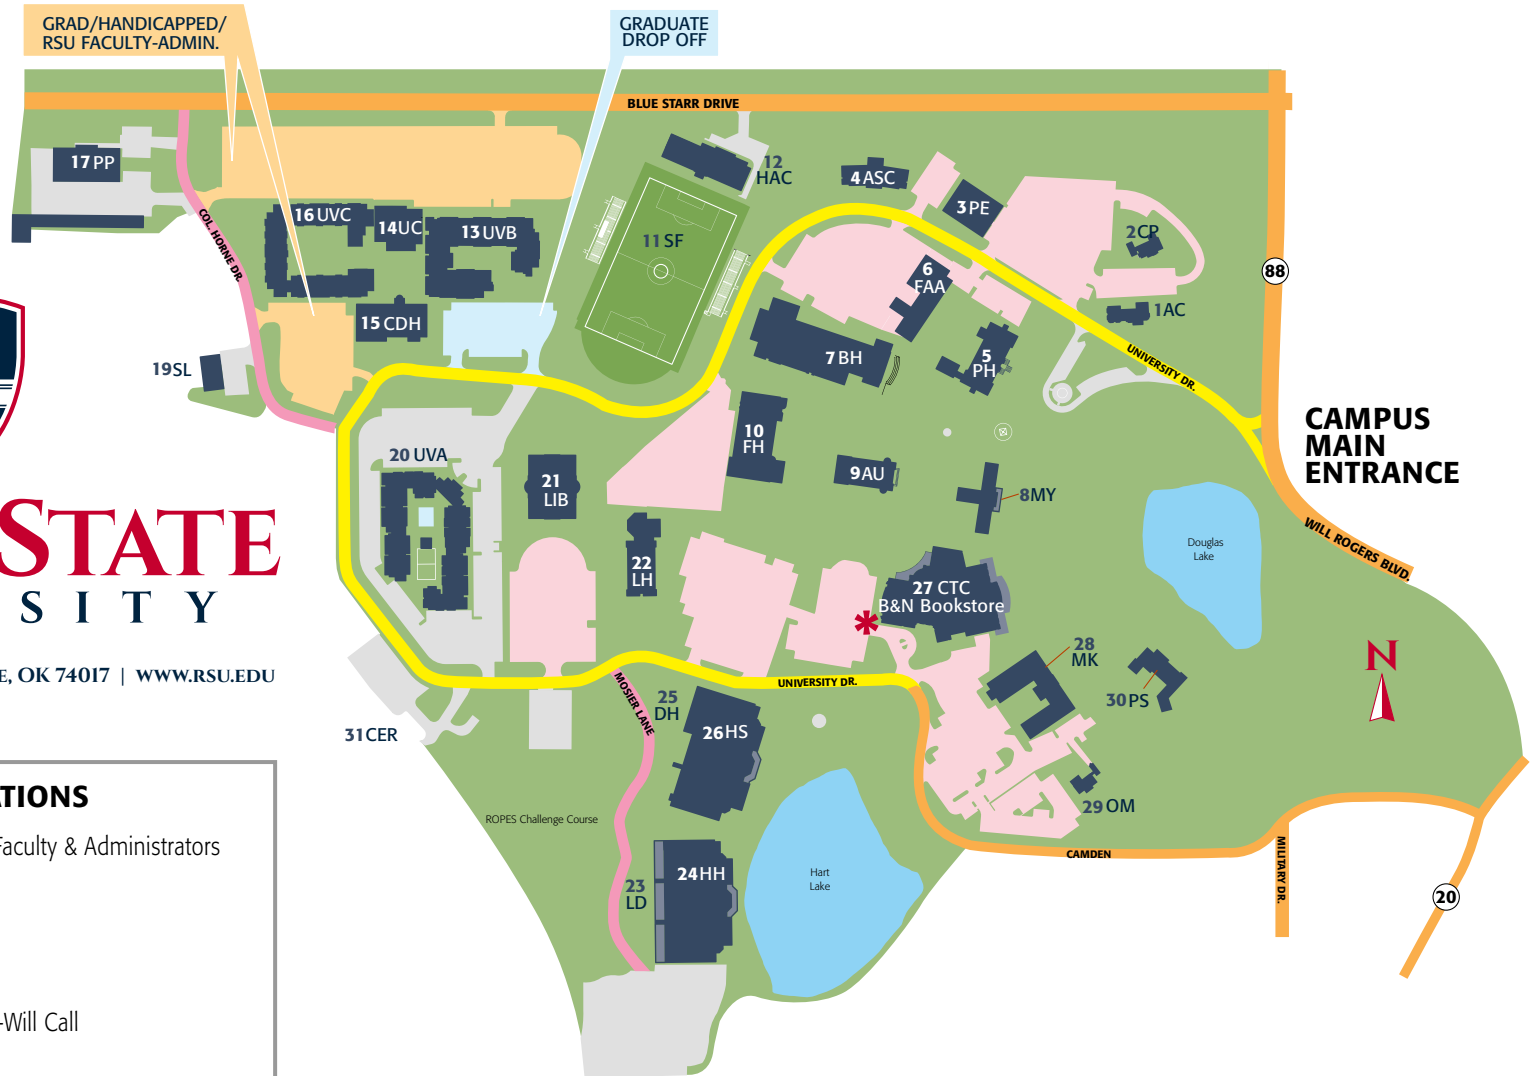 GRAD/HANDICAPPED/
RSU FACULTY-ADMIN.
GRADUATE
DROP OFF
BLUE STARR DRIVE
17 PP
12
HAC
4 ASC
3 PE
2 CP
16 UVC
14 UC
13 UVB
11 SF
COL. HORNE DR.
6
FAA
88
1 AC
15 CDH
7 BH
5
PH
UNIVERSITY DR.
19 SL
CAMPUS
MAIN
ENTRANCE
10
FH
20 UVA
9 AU
21
LIB
8 MY
STATE
SITY
WILL ROGERS BLVD.
Douglas
Lake
22
LH
27 CTC
B&N Bookstore
*
28
MK
N
E, OK 74017 | WWW.RSU.EDU
30 PS
UNIVERSITY DR.
MOSIER LANE
25
DH
31 CER
26 HS
ATIONS
29 OM
ROPES Challenge Course
Faculty & Administrators
CAMDEN
MILITARY DR.
24 HH
Hart
Lake
23
LD
20
-Will Call